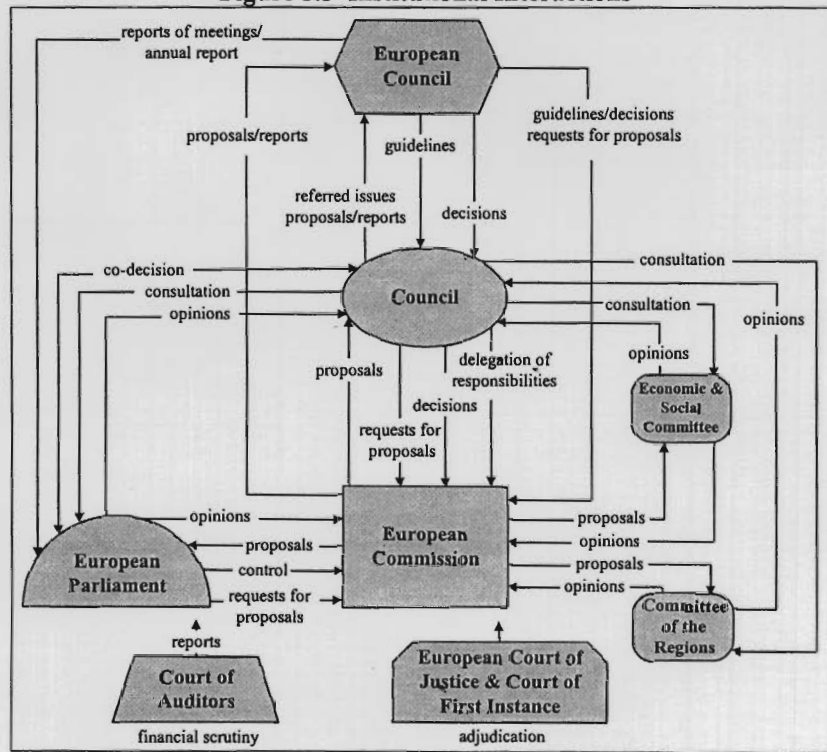 reports of meetings/
annual report
European
Council
proposals/reports
guidelines/decisions
requests for proposals
guidelines
referred issues
proposals/reports
decisions
co-decision
consultation
consultation
opinions
Council
consultation
opinions
opinions
proposals
delegation of
responsibilities
decisions
requests for
proposals
Economic &
Social
Committee
opinions
proposals
control
requests for
proposals
European
Parliament
European
Commission
proposals
opinions
proposals
opinions
Committee
of the
Regions
reports
Court of
Auditors
financial scrutiny
European Court of
Justice & Court of
First Instance
adjudication